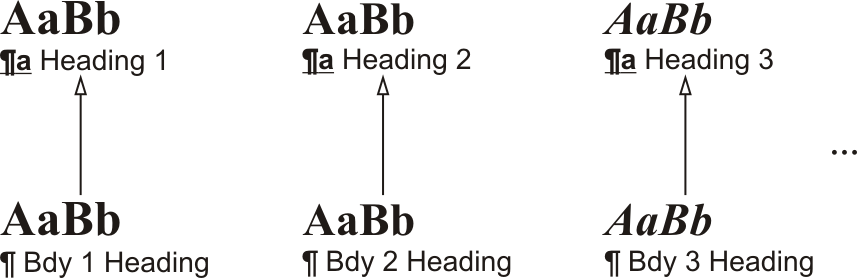 AaBb AaBb AaBb
¶a Heading 1 ¶a Heading 2 ¶a Heading 3
...
AaBb AaBb AaBb
¶ Bdy 1 Heading ¶ Bdy 2 Heading ¶ Bdy 3 Heading